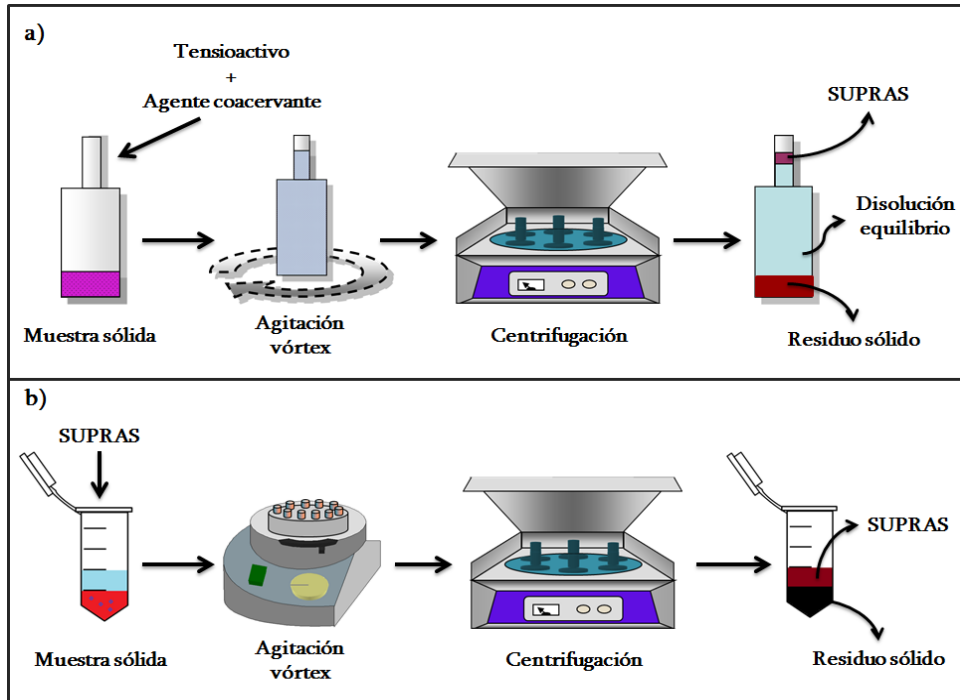 a)
Tensioactivo
+
Agente coacervante
SUPRAS
Disolución
equilibrio
Muestra sólida
Agitación
vórtex
Centrifugación
Residuo sólido
b)
SUPRAS
SUPRAS
Muestra sólida
Agitación
vórtex
Centrifugación
Residuo sólido